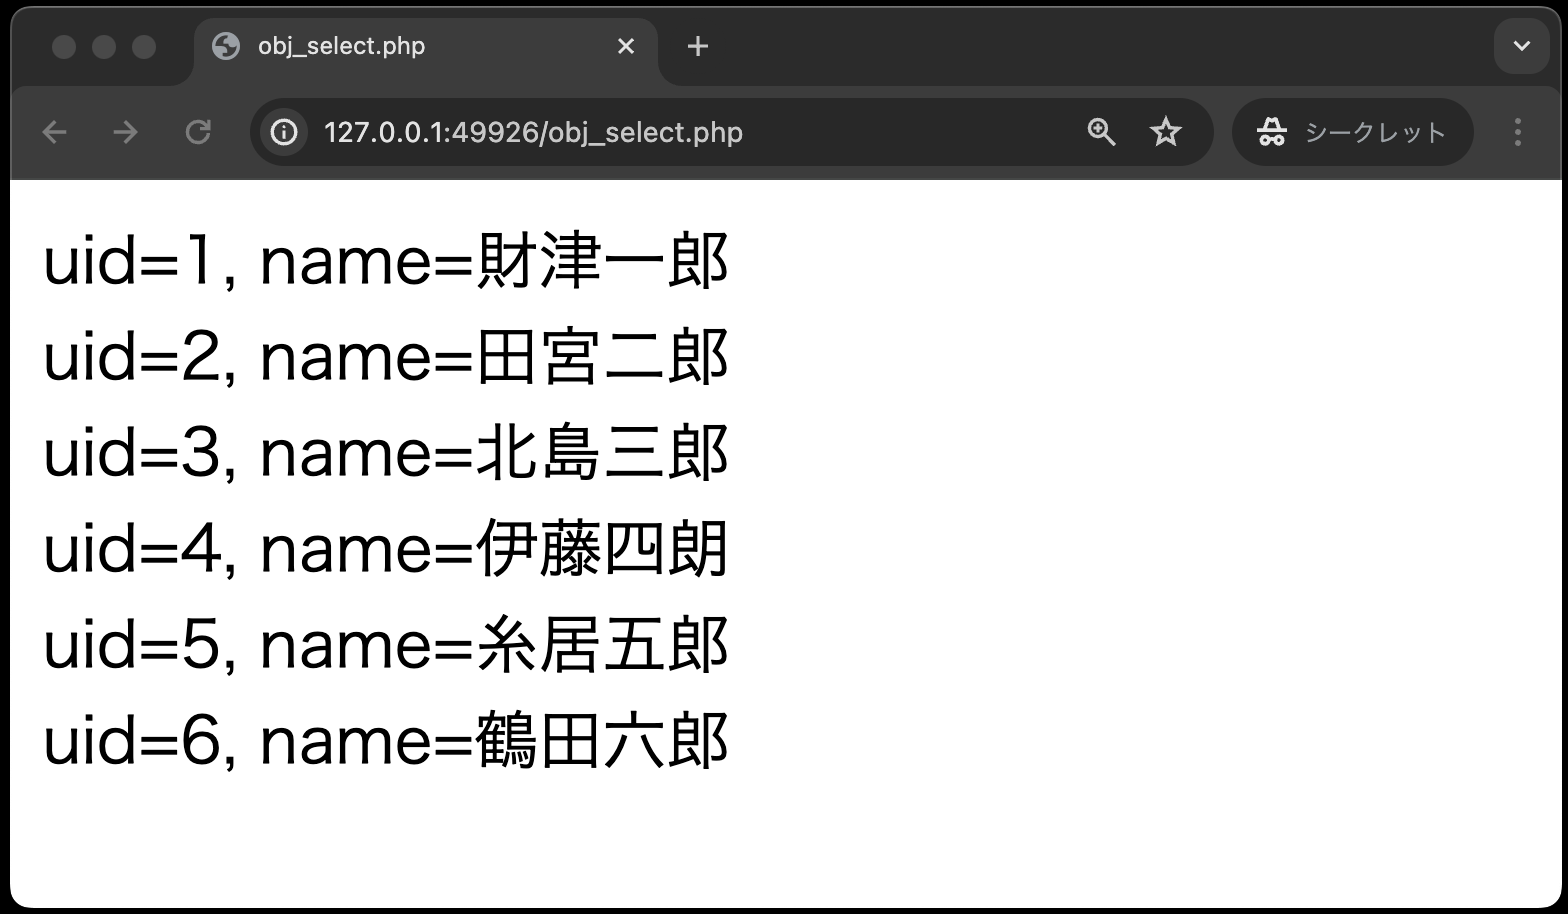 obj_select.php
127.0.0.1:49926/obj_select.php
シークレット
uid=1, name=財津一郎
uid=2, name=田宮二郎
uid=3, name=北島三郎
uid=4, name=伊藤四朗
uid=5, name=糸居五郎
uid=6, name=鶴田六郎